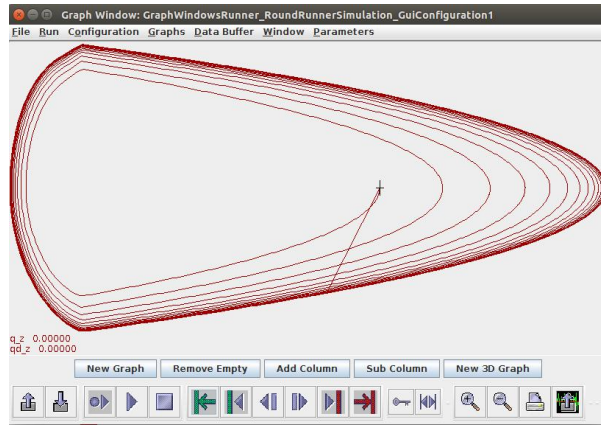 Graph Window: GraphWindowsRunner_RoundRunnerSimulation_GuiConfiguration1
File Run Configuration Graphs Data Buffer Window Parameters
q_z 0.00000
qd_z 0.00000
New Graph Remove Empty Add Column Sub Column New 3D Graph